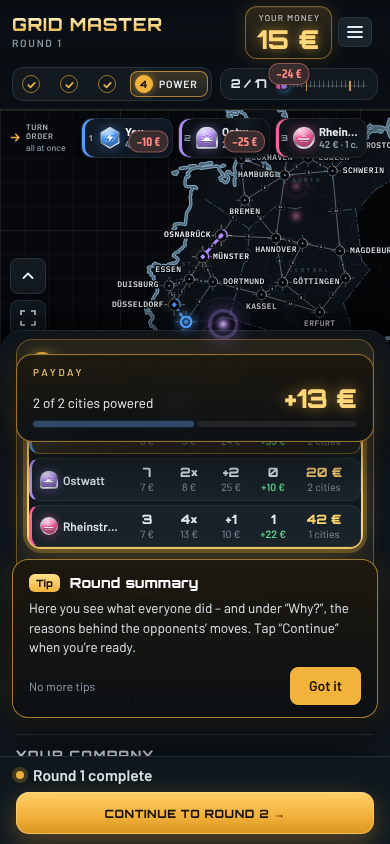 GRID MASTER
ROUND 1
YOUR MONEY
15 €
4 POWER
2 / 17
-24 €
TURN ORDER
all at once
1
-10 €
2
-25 €
3 Rhein...
42 € · 1 c.
HAMBURG
SCHWERIN
NORTH
BREMEN
OSNABRÜCK
HANNOVER
MAGDEBUR
MÜNSTER
ESSEN
CENTRAL
DUISBURG
DORTMUND
GÖTTINGEN
DÜSSELDORF
KASSEL
ERFURT
PAYDAY
2 of 2 cities powered
+13 €
Ostwatt
7 2x +2 0 20 €
7 € 8 € 25 € +10 € 2 cities
Rheinstr...
3 4x +1 1 42 €
7 € 13 € 10 € +22 € 1 cities
Tip Round summary
Here you see what everyone did – and under “Why?”, the
reasons behind the opponents’ moves. Tap “Continue”
when you’re ready.
No more tips
Got it
YOUR COMPANY
Round 1 complete
CONTINUE TO ROUND 2 →